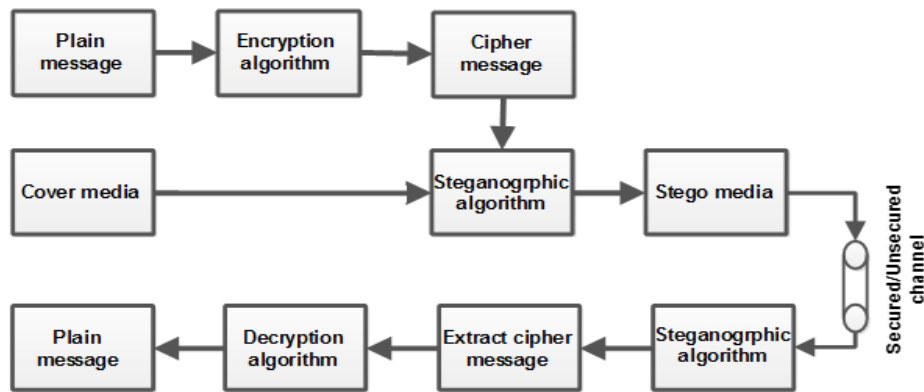 Plain
message
Encryption
algorithm
Cipher
message
Cover media
Steganogrphic
algorithm
Stego media
Secured/Unsecured
channel
Plain
message
Decryption
algorithm
Extract cipher
message
Steganogrphic
algorithm